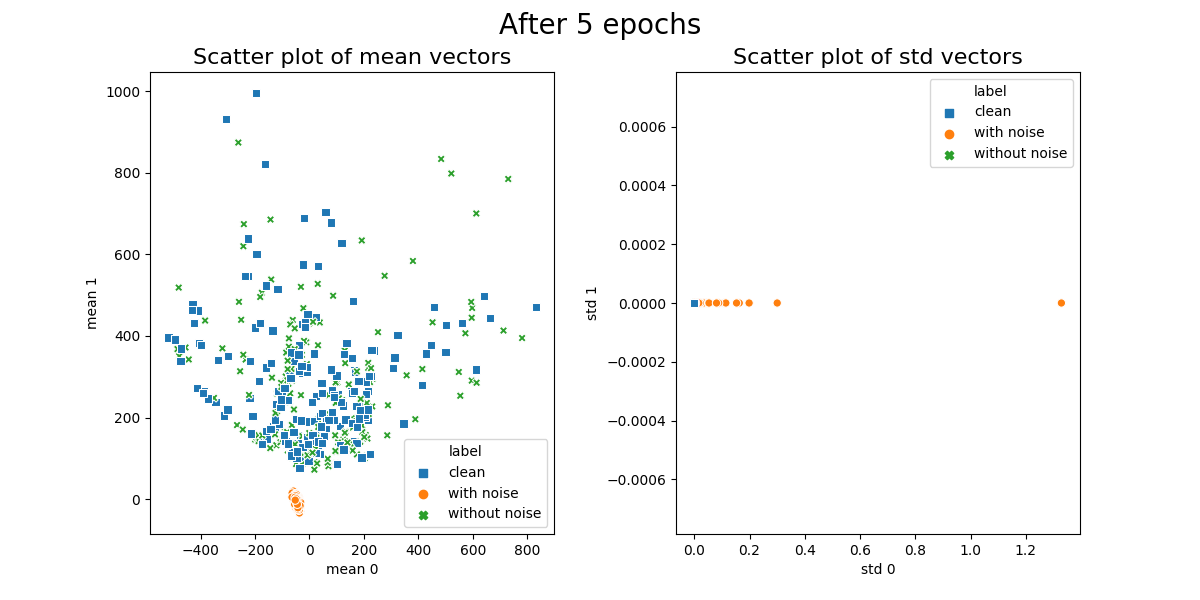 After 5 epochs
Scatter plot of mean vectors
1000
800
600
400
200
0
mean 1
−400
−200
0
200
400
600
800
mean 0
label
clean
with noise
without noise
Scatter plot of std vectors
0.0006
0.0004
0.0002
0.0000
−0.0002
−0.0004
−0.0006
std 1
0.0
0.2
0.4
0.6
0.8
1.0
1.2
std 0
label
clean
with noise
without noise